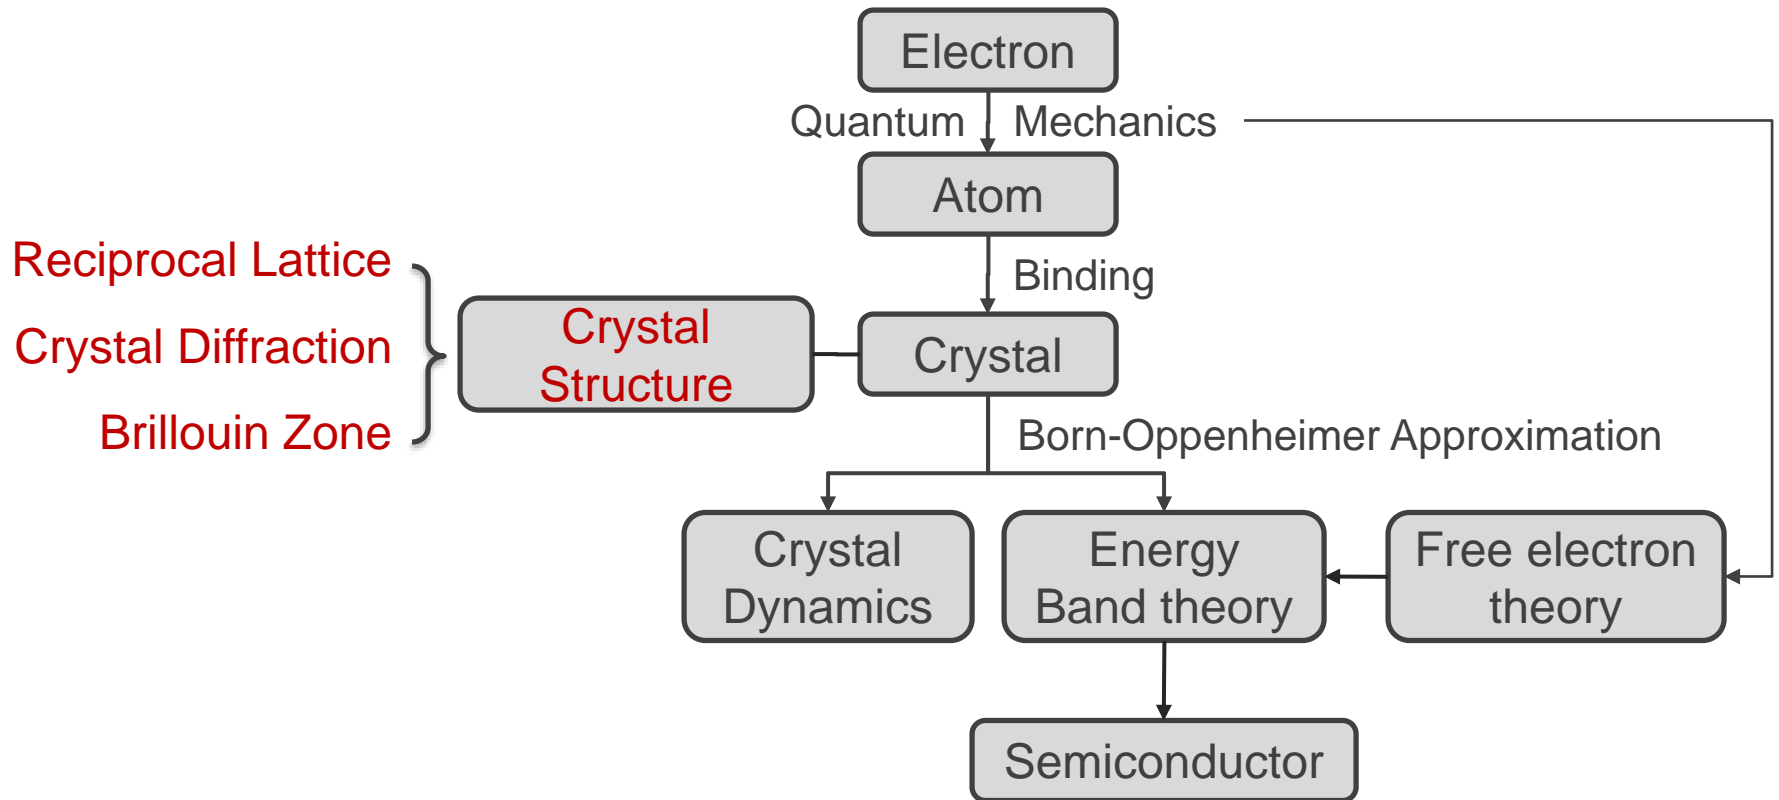 Electron
Quantum Mechanics
Atom
Reciprocal Lattice
Binding
Crystal
Structure
Crystal
Crystal Diffraction
Brillouin Zone
Born-Oppenheimer Approximation
Crystal
Dynamics
Energy
Band theory
Free electron
theory
Semiconductor